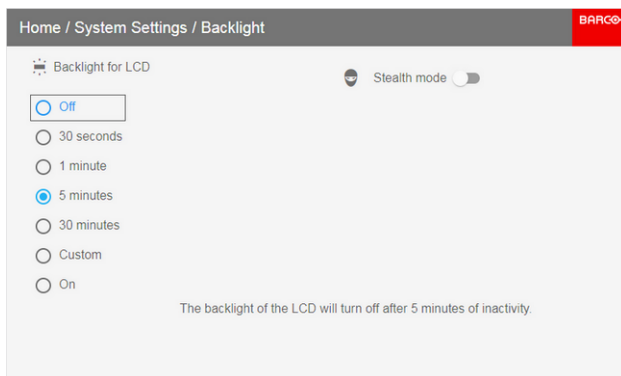 Home / System Settings / Backlight
BARCO
Backlight for LCD
Stealth mode
Off
30 seconds
1 minute
5 minutes
30 minutes
Custom
On
The backlight of the LCD will turn off after 5 minutes of inactivity.